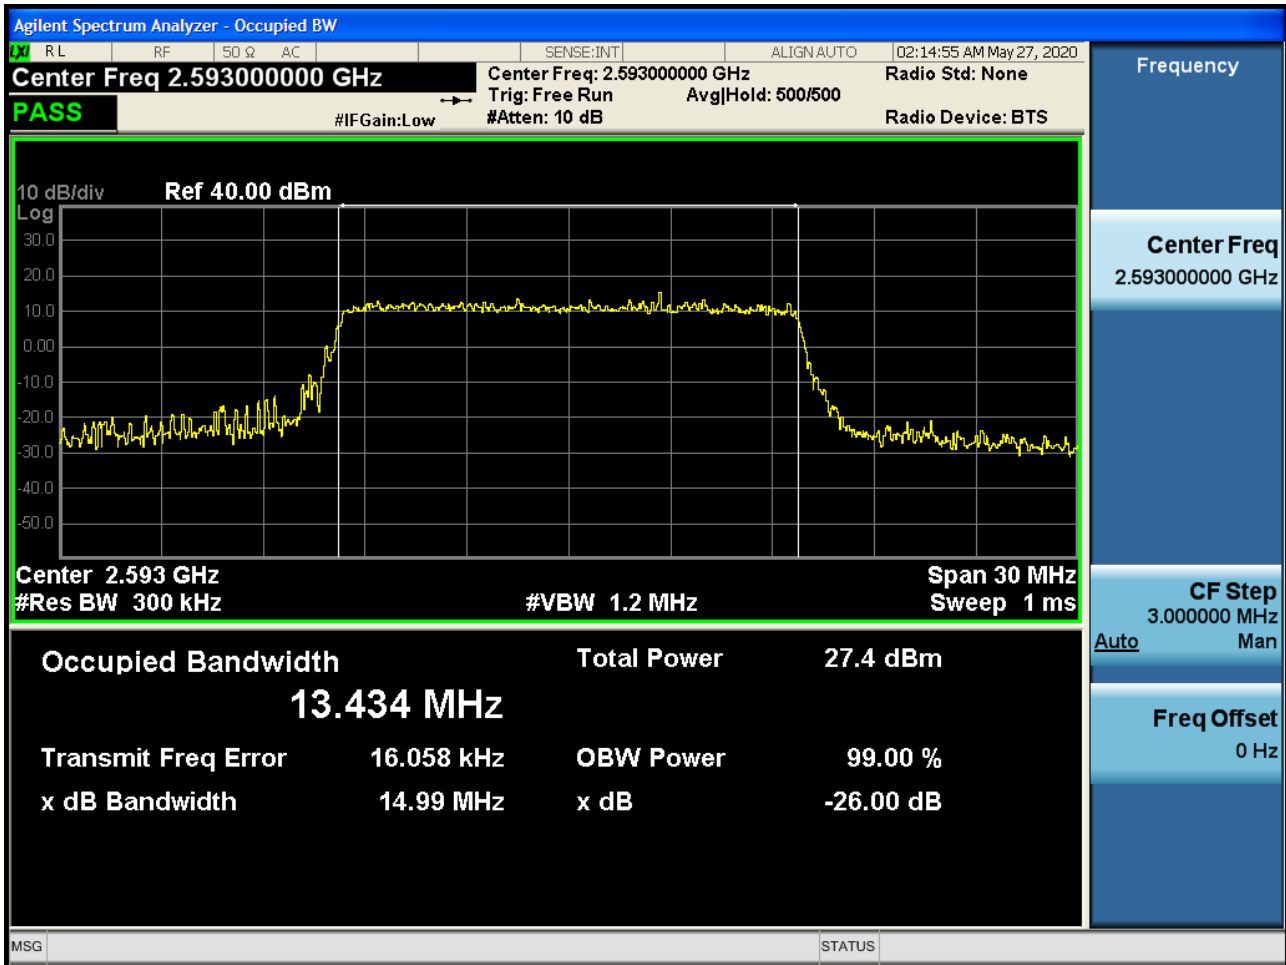 Agilent Spectrum Analyzer - Occupied BW
LXI RL RF 50 Ω AC SENSE:INT ALIGNAUTO 02:14:55 AM May 27, 2020
Center Freq 2.593000000 GHz
Center Freq: 2.593000000 GHz
Radio Std: None
Trig: Free Run Avg|Hold: 500/500
PASS
#IFGain:Low
#Atten: 10 dB
Radio Device: BTS
10 dB/div Ref 40.00 dBm
Log
30.0
20.0
10.0
0.00
-10.0
-20.0
-30.0
-40.0
-50.0
Center 2.593 GHz Span 30 MHz
#Res BW 300 kHz #VBW 1.2 MHz Sweep 1 ms
Occupied Bandwidth Total Power 27.4 dBm
13.434 MHz
Transmit Freq Error 16.058 kHz OBW Power 99.00 %
x dB Bandwidth 14.99 MHz x dB -26.00 dB
Frequency
Center Freq
2.593000000 GHz
CF Step
3.000000 MHz
Auto Man
Freq Offset
0 Hz
MSG STATUS